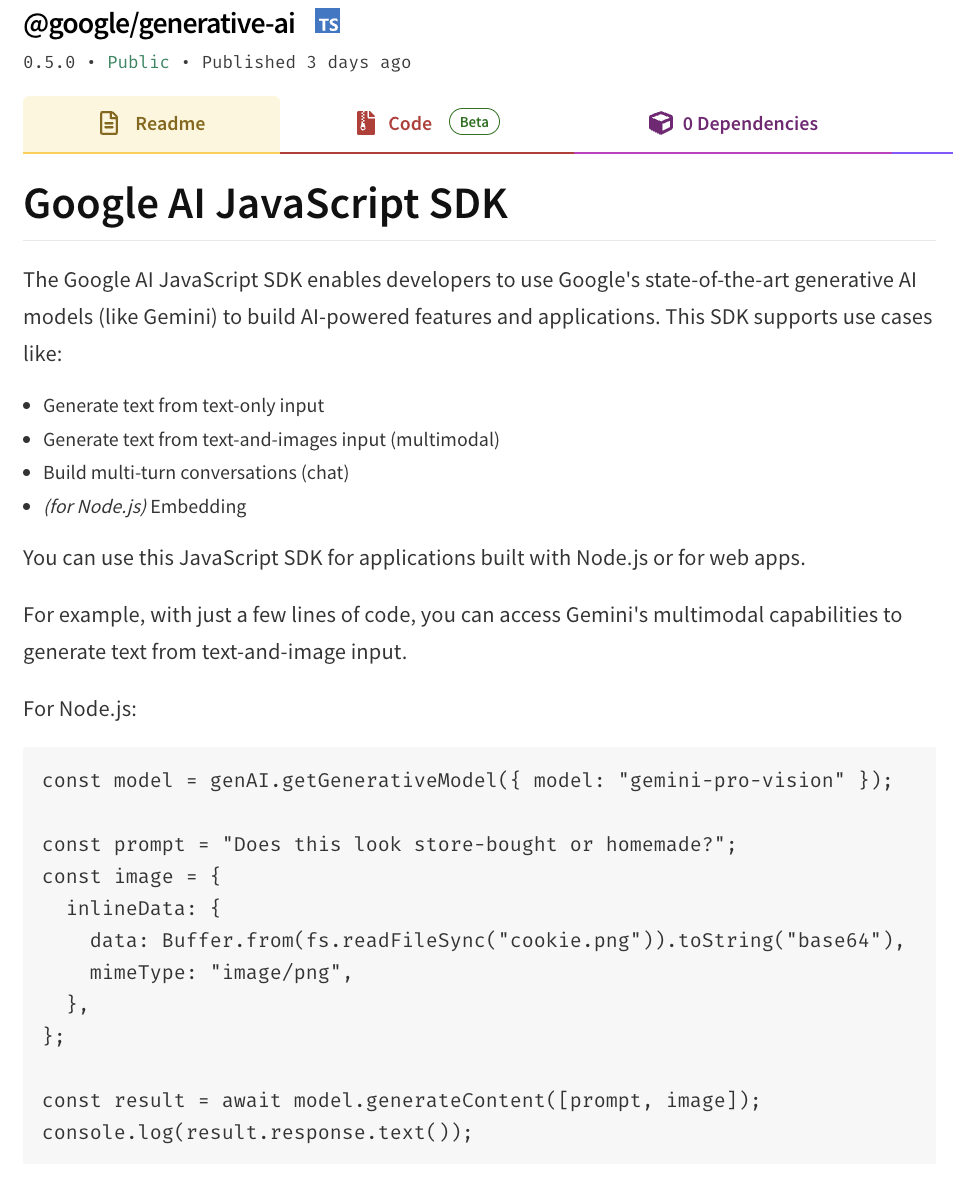 @google/generative-ai TS
0.5.0 • Public • Published 3 days ago
Readme Code Beta 0 Dependencies
Google AI JavaScript SDK
The Google AI JavaScript SDK enables developers to use Google's state-of-the-art generative AI
models (like Gemini) to build AI-powered features and applications. This SDK supports use cases
like:
• Generate text from text-only input
• Generate text from text-and-images input (multimodal)
• Build multi-turn conversations (chat)
• (for Node.js) Embedding
You can use this JavaScript SDK for applications built with Node.js or for web apps.
For example, with just a few lines of code, you can access Gemini's multimodal capabilities to
generate text from text-and-image input.
For Node.js:
const model = genAI.getGenerativeModel({ model: "gemini-pro-vision" });
const prompt = "Does this look store-bought or homemade?";
const image = {
  inlineData: {
    data: Buffer.from(fs.readFileSync("cookie.png")).toString("base64"),
    mimeType: "image/png",
  },
};
const result = await model.generateContent([prompt, image]);
console.log(result.response.text());